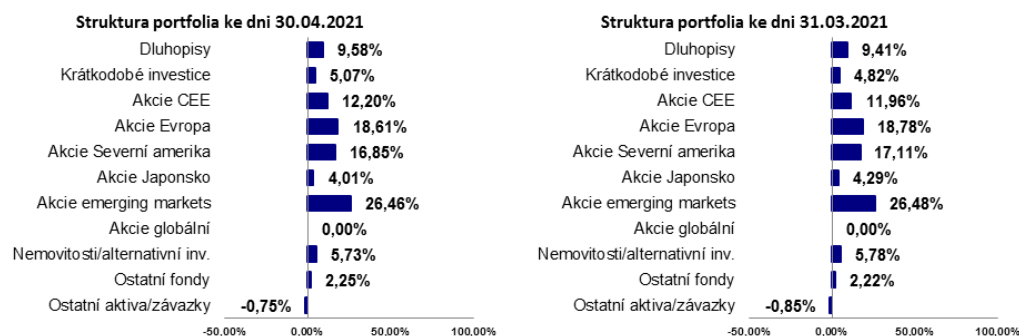 Struktura portfolia ke dni 30.04.2021
Dluhopisy 9,58%
Krátkodobé investice 5,07%
Akcie CEE 12,20%
Akcie Evropa 18,61%
Akcie Severní amerika 16,85%
Akcie Japonsko 4,01%
Akcie emerging markets 26,46%
Akcie globální 0,00%
Nemovitosti/alternativní inv. 5,73%
Ostatní fondy 2,25%
Ostatní aktiva/závazky -0,75%
-50,00% 0,00% 50,00% 100,00%
Struktura portfolia ke dni 31.03.2021
Dluhopisy 9,41%
Krátkodobé investice 4,82%
Akcie CEE 11,96%
Akcie Evropa 18,78%
Akcie Severní amerika 17,11%
Akcie Japonsko 4,29%
Akcie emerging markets 26,48%
Akcie globální 0,00%
Nemovitosti/alternativní inv. 5,78%
Ostatní fondy 2,22%
Ostatní aktiva/závazky -0,85%
-50,00% 0,00% 50,00% 100,00%